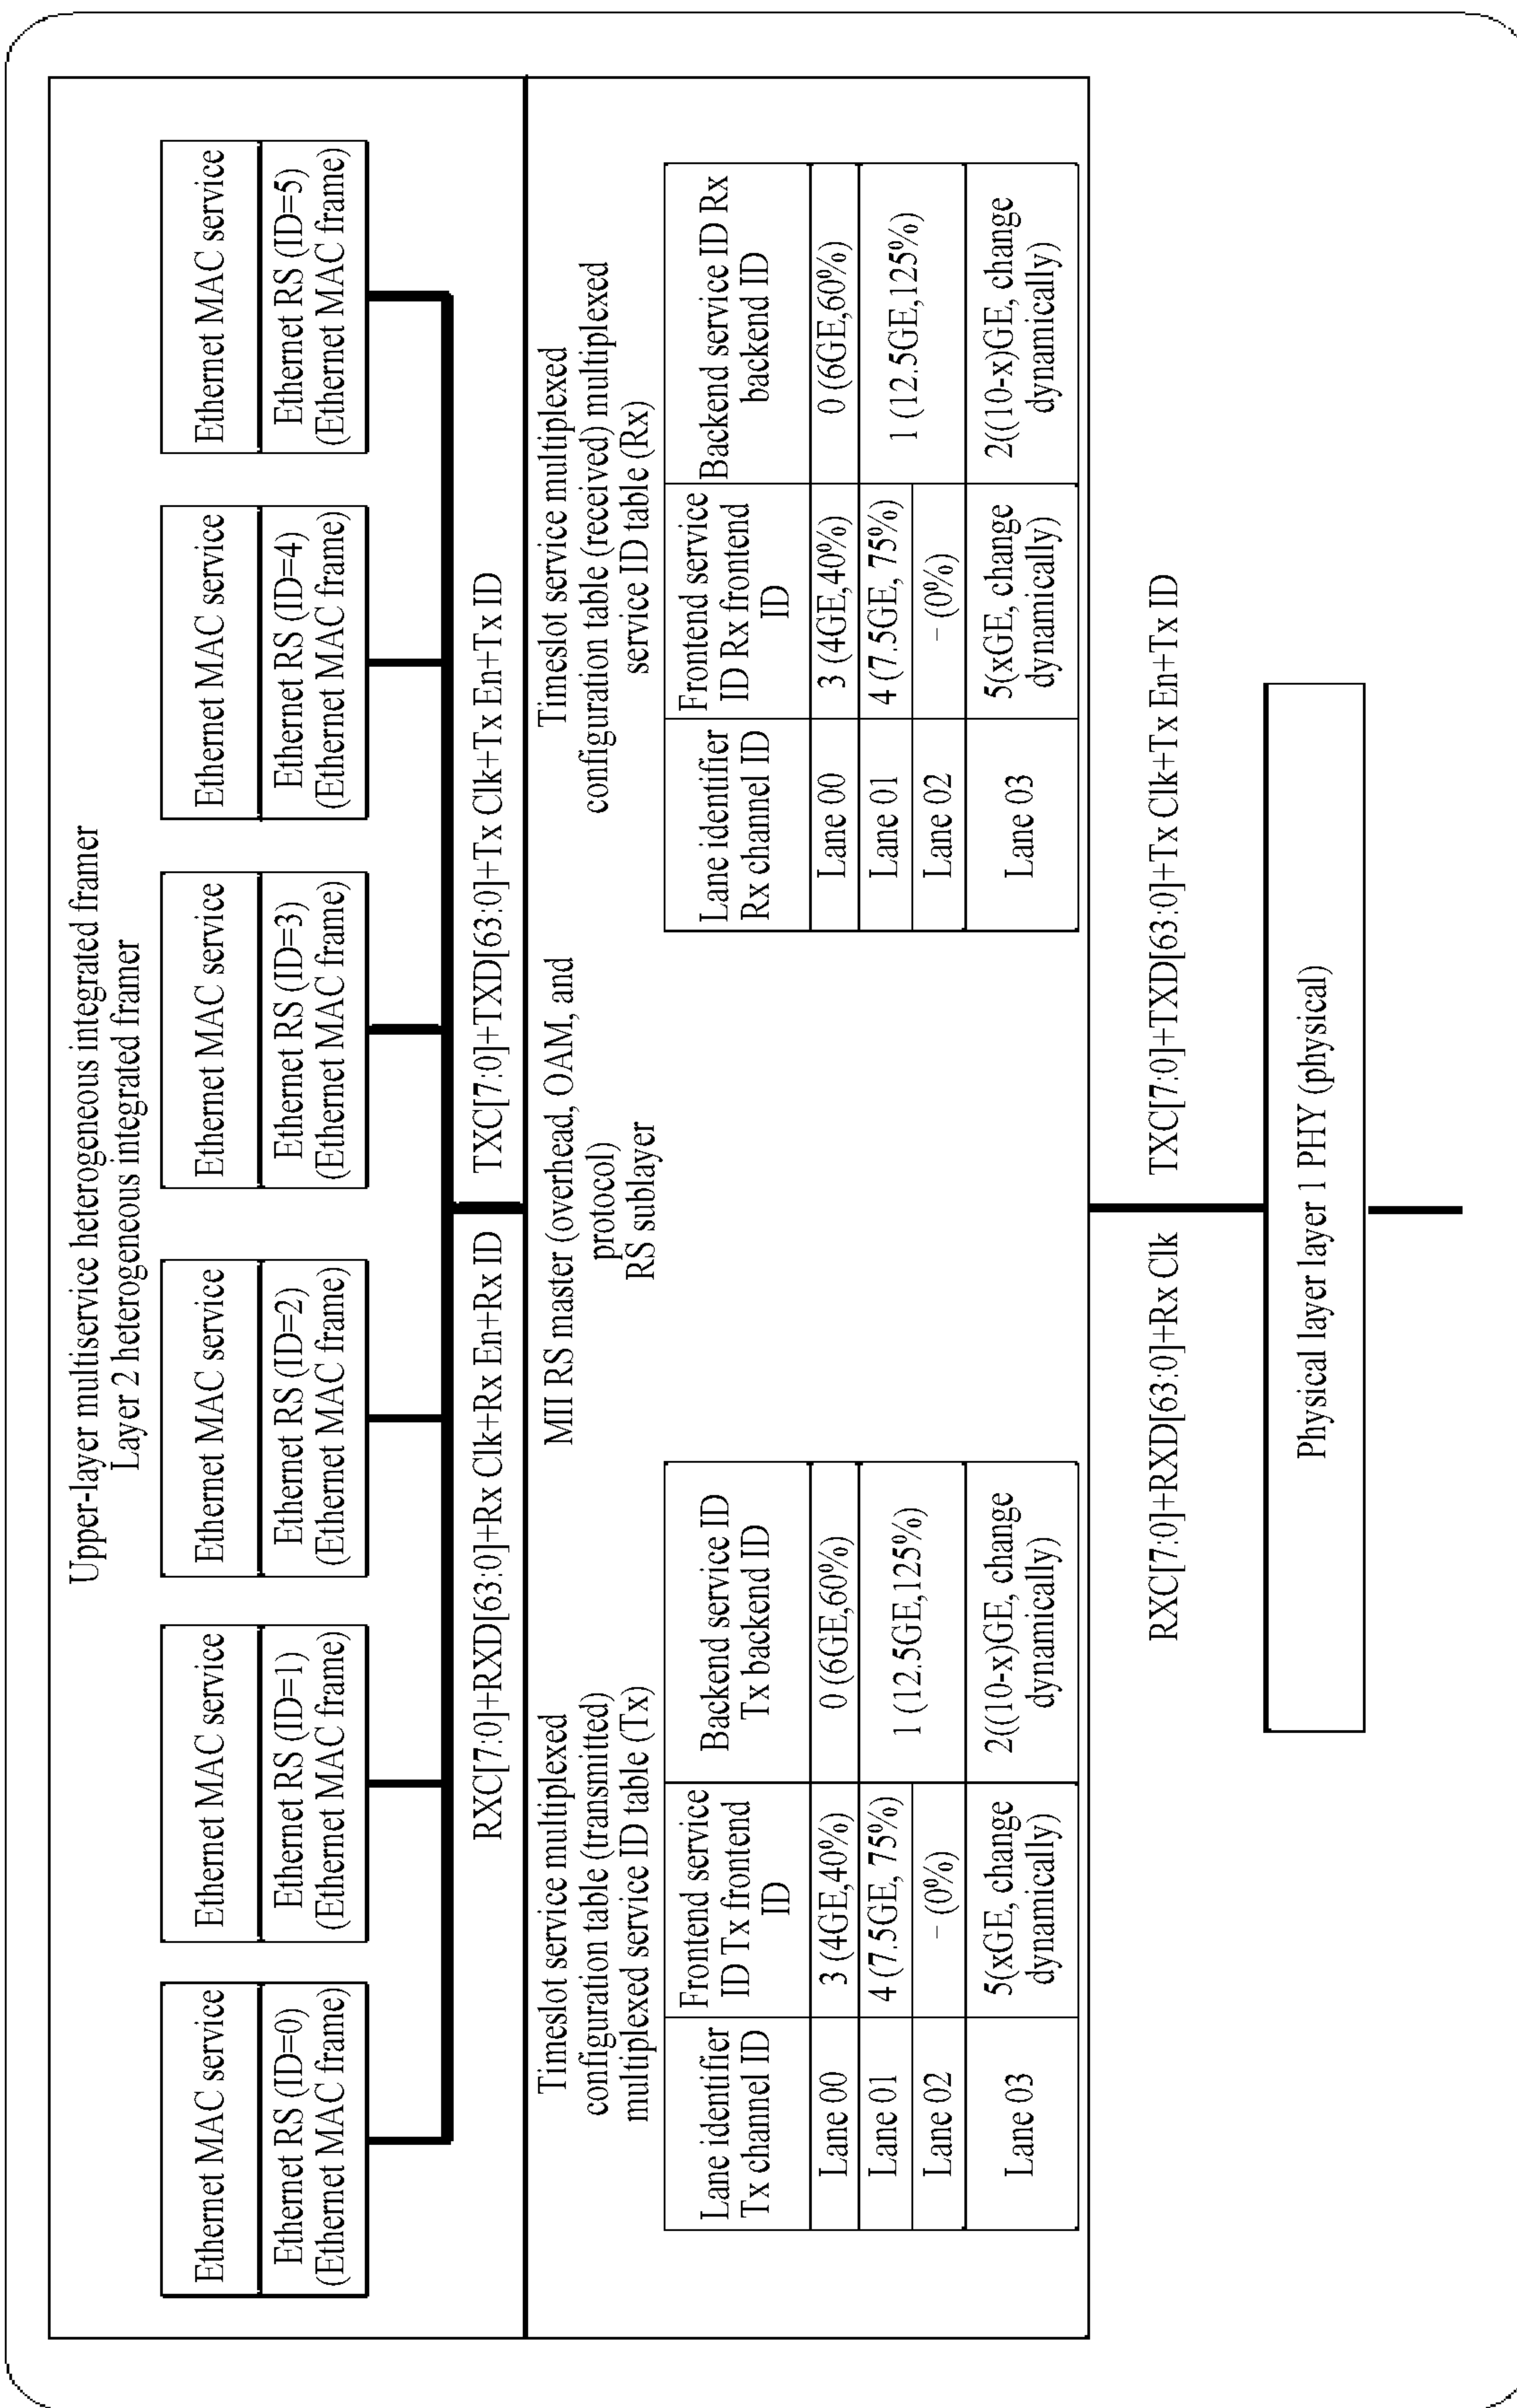 Upper-layer multiservice heterogeneous integrated framer
Layer 2 heterogeneous integrated framer
Ethernet MAC service
Ethernet RS (ID=0)
(Ethernet MAC frame)
Ethernet MAC service
Ethernet RS (ID=1)
(Ethernet MAC frame)
Ethernet MAC service
Ethernet RS (ID=2)
(Ethernet MAC frame)
Ethernet MAC service
Ethernet RS (ID=3)
(Ethernet MAC frame)
Ethernet MAC service
Ethernet RS (ID=4)
(Ethernet MAC frame)
Ethernet MAC service
Ethernet RS (ID=5)
(Ethernet MAC frame)
RXC[7:0]+RXD[63:0]+Rx Clk+Rx En+Rx ID
TXC[7:0]+TXD[63:0]+Tx Clk+Tx En+Tx ID
Timeslot service multiplexed
configuration table (transmitted)
multiplexed service ID table (Tx)
Lane identifier
Tx channel ID
Frontend service
ID Tx frontend
ID
Backend service ID
Tx backend ID
Lane 00
3 (4GE,40%)
0 (6GE,60%)
Lane 01
4 (7.5GE, 75%)
1 (12.5GE,125%)
Lane 02
– (0%)
Lane 03
5(xGE, change
dynamically)
2((10-x)GE, change
dynamically)
MII RS master (overhead, OAM, and
protocol)
RS sublayer
Timeslot service multiplexed
configuration table (received) multiplexed
service ID table (Rx)
Lane identifier
Rx channel ID
Frontend service
ID Rx frontend
ID
Backend service ID Rx
backend ID
Lane 00
3 (4GE,40%)
0 (6GE,60%)
Lane 01
4 (7.5GE, 75%)
1 (12.5GE,125%)
Lane 02
– (0%)
Lane 03
5(xGE, change
dynamically)
2((10-x)GE, change
dynamically)
RXC[7:0]+RXD[63:0]+Rx Clk
TXC[7:0]+TXD[63:0]+Tx Clk+Tx En+Tx ID
Physical layer layer 1 PHY (physical)